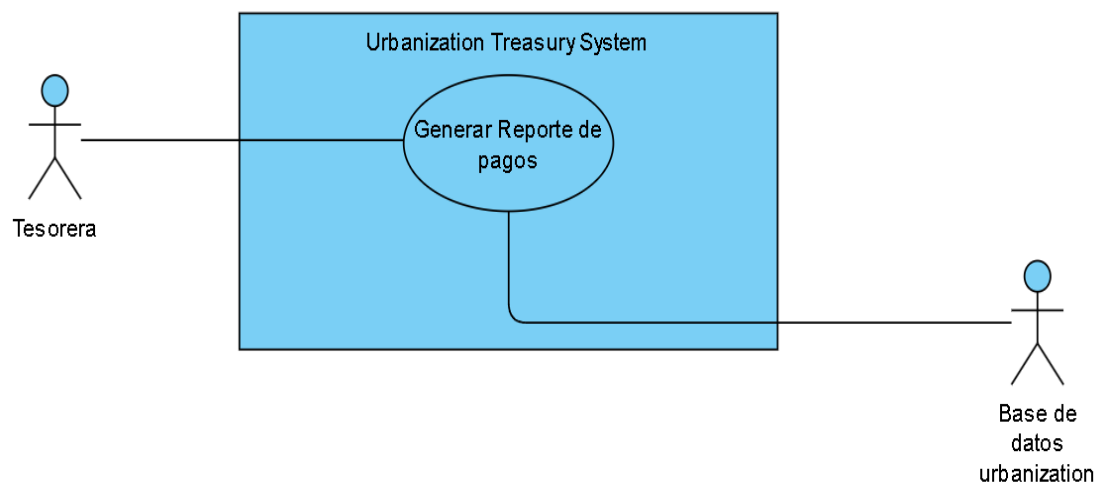 Urbanization Treasury System
Generar Reporte de
pagos
Tesorera
Base de
datos
urbanization